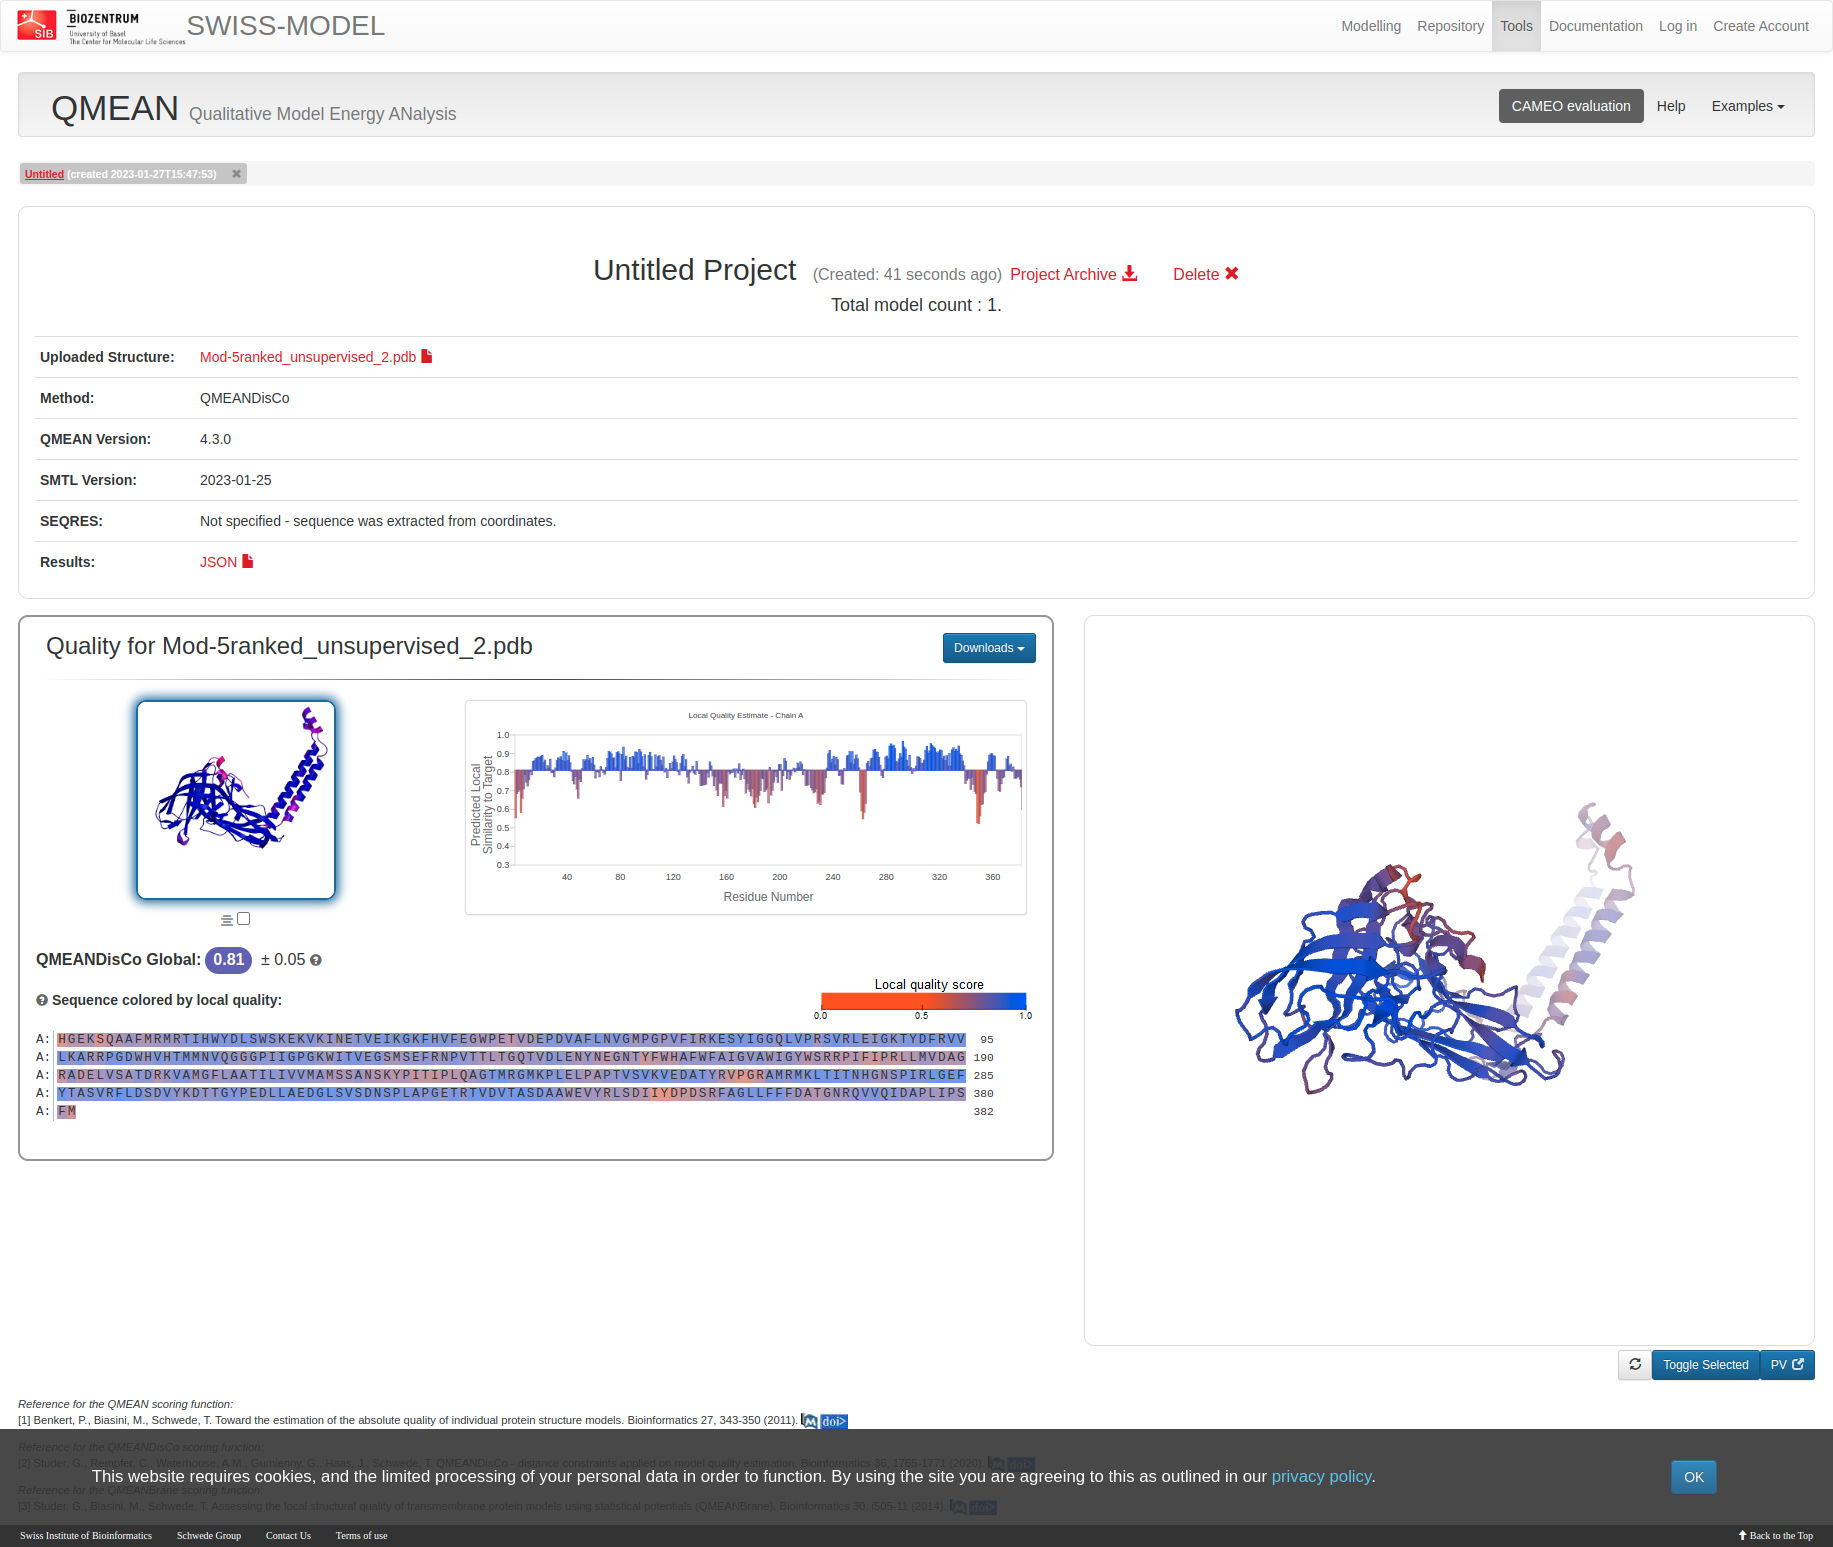 SIB
BIOZENTRUM
University of Basel
The Center for Molecular Life Sciences
SWISS-MODEL
Modelling Repository Tools Documentation Log in Create Account
QMEAN Qualitative Model Energy ANalysis
CAMEO evaluation Help Examples
Untitled (created 2023-01-27T15:47:53)
Untitled Project (Created: 41 seconds ago) Project Archive Delete
Total model count : 1.
Uploaded Structure: Mod-5ranked_unsupervised_2.pdb
Method: QMEANDisCo
QMEAN Version: 4.3.0
SMTL Version: 2023-01-25
SEQRES: Not specified - sequence was extracted from coordinates.
Results: JSON
Quality for Mod-5ranked_unsupervised_2.pdb
Downloads
Local Quality Estimate - Chain A
Predicted Local
Similarity to Target
1.0
0.9
0.8
0.7
0.6
0.5
0.4
0.3
40 80 120 160 200 240 280 320 360
Residue Number
QMEANDisCo Global: 0.81 ± 0.05
Sequence colored by local quality:
Local quality score
0.0 0.5 1.0
A: HGEKSQAAFMRMRTIHWYDLSWSKEKVKINETVEIKGKFHVFEGWPETVDEPDVAFLNVGMPGPVFIRKESYIGGQLVPRSVRLEIGKTYDFRVV 95
A: LKARRPGDWHVHTMMNVQGGGPIIGPGKWITVEGSMSEFRNPVTTLTGQTVDLENYNEGNTYFWHAFWFAIGVAWIGYWSRRPIFIPRLLMVDAG 190
A: RADELVSATDRKVAMGFLAATILIVVMAMSSANSKYPITIPLQAGTMRGMKPLELPAPTVSVKVEDATYRVPGRAMRMKLTITNHGNSPIRLGEF 285
A: YTASVRFLDSDVYKDTTGYPEDLLAEDGLSVSDNSPLAPGETRTVDVTASDAAWEVYRLSDIIYDPDSRFAGLLFFFDATGNRQVVQIDAPLIPS 380
A: FM 382
Toggle Selected PV
Reference for the QMEAN scoring function:
[1] Benkert, P., Biasini, M., Schwede, T. Toward the estimation of the absolute quality of individual protein structure models. Bioinformatics 27, 343-350 (2011). doi>
Reference for the QMEANDisCo scoring function:
[2] Studer, G., Rempfer, C., Waterhouse, A.M., Gumienny, G., Haas, J., Schwede, T. QMEANDisCo - distance constraints applied on model quality estimation. Bioinformatics 36, 1765-1771 (2020). doi>
This website requires cookies, and the limited processing of your personal data in order to function. By using the site you are agreeing to this as outlined in our privacy policy. OK
Reference for the QMEANBrane scoring function:
[3] Studer, G., Biasini, M., Schwede, T. Assessing the local structural quality of transmembrane protein models using statistical potentials (QMEANBrane). Bioinformatics 30, i505-11 (2014). doi>
Swiss Institute of Bioinformatics Schwede Group Contact Us Terms of use Back to the Top